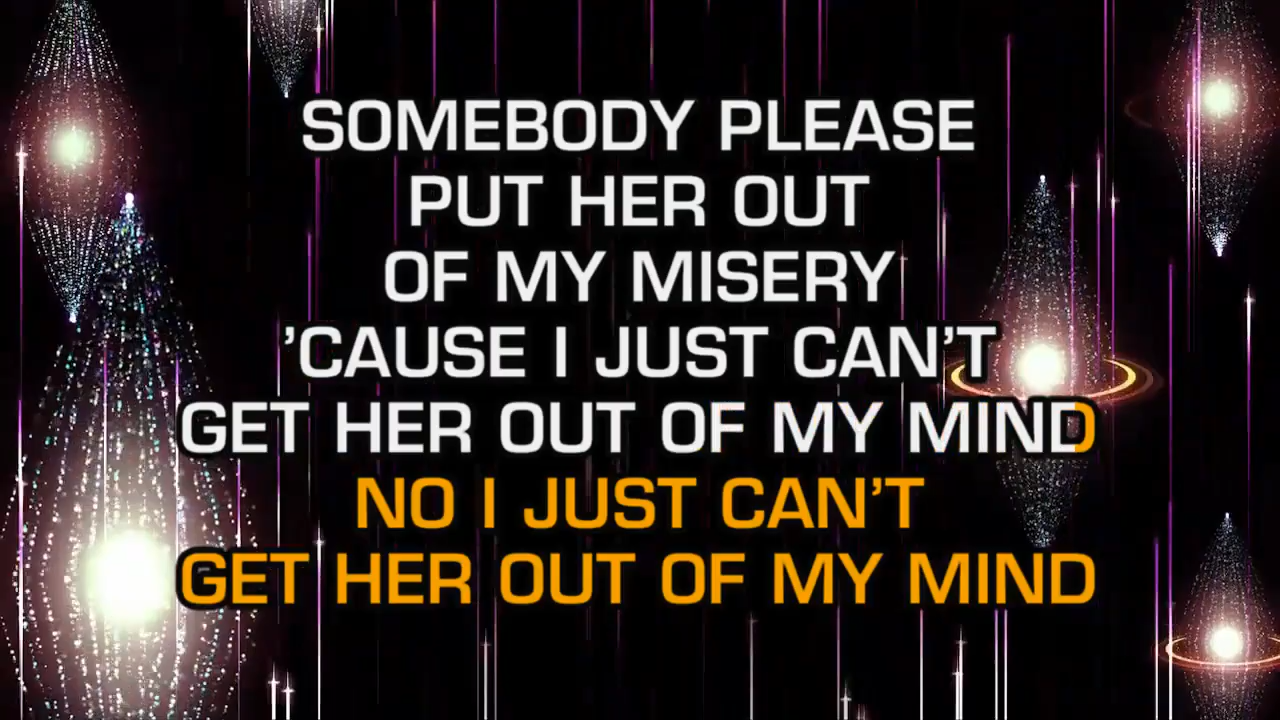 SOMEBODY PLEASE
PUT HER OUT
OF MY MISERY
’CAUSE I JUST CAN’T
GET HER OUT OF MY MIND
NO I JUST CAN’T
GET HER OUT OF MY MIND